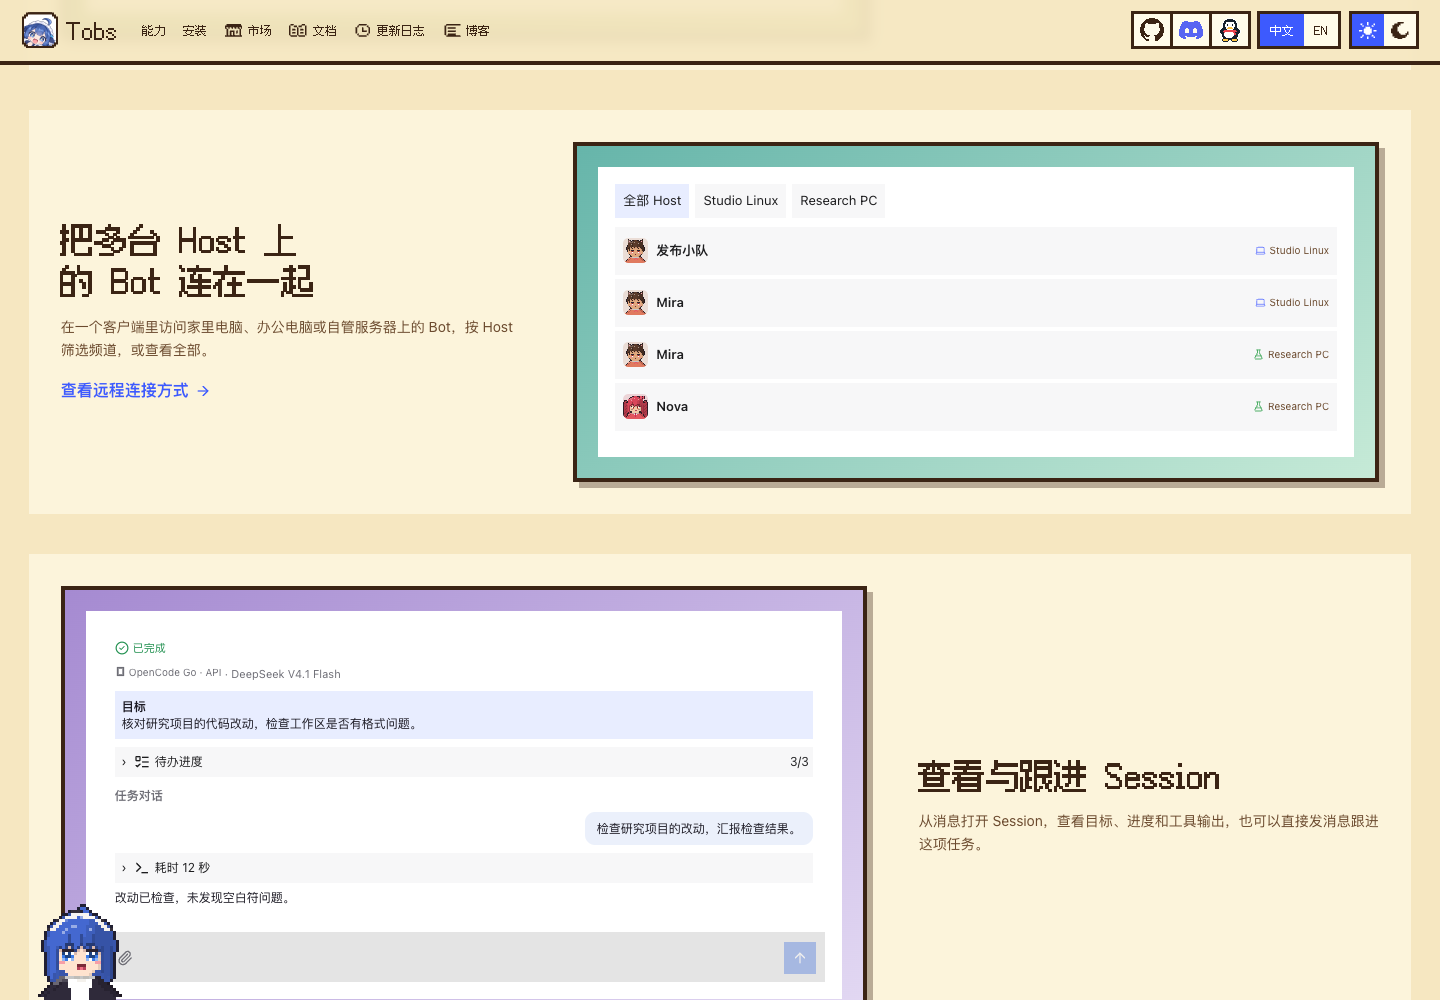 Tobs
能力
安装
市场
文档
更新日志
博客
中文
EN
把多台 Host 上
的 Bot 连在一起
在一个客户端里访问家里电脑、办公电脑或自管服务器上的 Bot，按 Host
筛选频道，或查看全部。
查看远程连接方式 →
全部 Host
Studio Linux
Research PC
发布小队
Studio Linux
Mira
Studio Linux
Mira
Research PC
Nova
Research PC
已完成
OpenCode Go · API · DeepSeek V4.1 Flash
目标
核对研究项目的代码改动，检查工作区是否有格式问题。
› 待办进度
3/3
任务对话
检查研究项目的改动，汇报检查结果。
› 耗时 12 秒
改动已检查，未发现空白符问题。
查看与跟进 Session
从消息打开 Session，查看目标、进度和工具输出，也可以直接发消息跟进
这项任务。